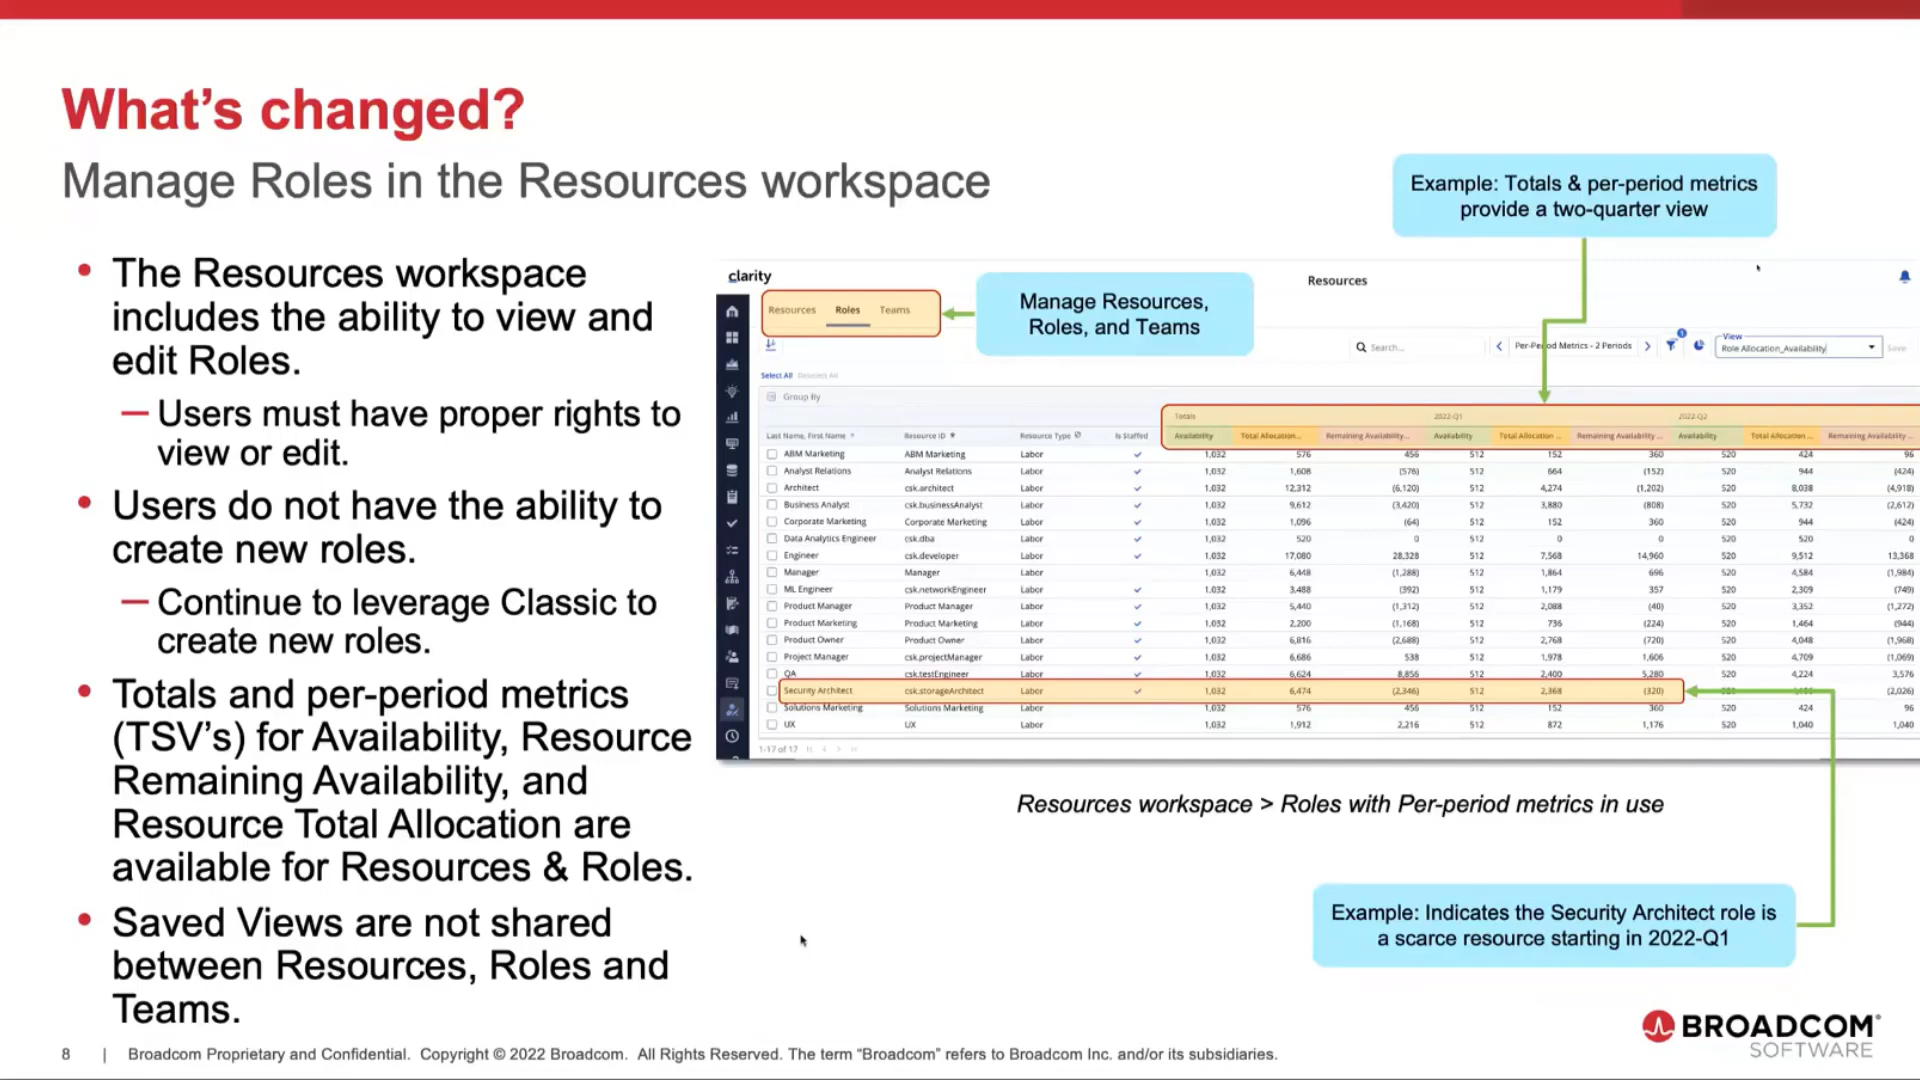 What's changed?
Manage Roles in the Resources workspace
• The Resources workspace
includes the ability to view and
edit Roles.
— Users must have proper rights to
view or edit.
• Users do not have the ability to
create new roles.
— Continue to leverage Classic to
create new roles.
• Totals and per-period metrics
(TSV's) for Availability, Resource
Remaining Availability, and
Resource Total Allocation are
available for Resources & Roles.
• Saved Views are not shared
between Resources, Roles and
Teams.
Example: Totals & per-period metrics
provide a two-quarter view
clarity
Resources
Resources Roles Teams
Manage Resources,
Roles, and Teams
Search...
Per-Period Metrics - 2 Periods
1
View
Role Allocation_Availability
Save
Select All Deselect All
Group By
Totals 2022-Q1 2022-Q2
Last Name, First Name Resource ID Resource Type Is Staffed Availability Total Allocation... Remaining Availability... Availability Total Allocation ... Remaining Availability ... Availability Total Allocation ... Remaining Availability ...
ABM Marketing ABM Marketing Labor ✓ 1,032 576 456 512 152 360 520 424 96
Analyst Relations Analyst Relations Labor ✓ 1,032 1,608 (576) 512 664 (152) 520 944 (424)
Architect csk.architect Labor ✓ 1,032 12,312 (6,120) 512 4,274 (1,202) 520 8,038 (4,918)
Business Analyst csk.businessAnalyst Labor ✓ 1,032 9,612 (3,420) 512 3,880 (808) 520 5,732 (2,612)
Corporate Marketing Corporate Marketing Labor ✓ 1,032 1,096 (64) 512 152 360 520 944 (424)
Data Analytics Engineer csk.dba Labor ✓ 1,032 520 0 512 0 0 520 520 0
Engineer csk.developer Labor ✓ 1,032 17,080 28,328 512 7,568 14,960 520 9,512 13,368
Manager Manager Labor 1,032 6,448 (1,288) 512 1,864 696 520 4,584 (1,984)
ML Engineer csk.networkEngineer Labor ✓ 1,032 3,488 (392) 512 1,179 357 520 2,309 (749)
Product Manager Product Manager Labor ✓ 1,032 5,440 (1,312) 512 2,088 (40) 520 3,352 (1,272)
Product Marketing Product Marketing Labor ✓ 1,032 2,200 (1,168) 512 736 (224) 520 1,464 (944)
Product Owner Product Owner Labor ✓ 1,032 6,816 (2,688) 512 2,768 (720) 520 4,048 (1,968)
Project Manager csk.projectManager Labor ✓ 1,032 6,686 538 512 1,978 1,606 520 4,709 (1,069)
QA csk.testEngineer Labor ✓ 1,032 6,624 8,856 512 2,400 5,280 520 4,224 3,576
Security Architect csk.storageArchitect Labor ✓ 1,032 6,474 (2,346) 512 2,368 (320) (2,026)
Solutions Marketing Solutions Marketing Labor 1,032 576 456 512 152 360 520 424 96
UX UX Labor 1,032 1,912 2,216 512 872 1,176 520 1,040 1,040
1-17 of 17
Resources workspace > Roles with Per-period metrics in use
Example: Indicates the Security Architect role is
a scarce resource starting in 2022-Q1
BROADCOM®
SOFTWARE
8 | Broadcom Proprietary and Confidential. Copyright © 2022 Broadcom. All Rights Reserved. The term “Broadcom” refers to Broadcom Inc. and/or its subsidiaries.